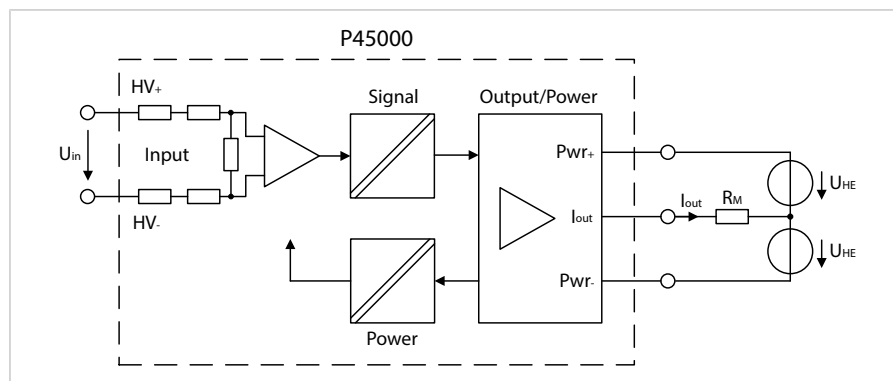 P45000
HV+
Signal
Output/Power
Uin
Input
Pwr+
UHE
Iout
Iout
RM
HV-
UHE
Pwr-
Power